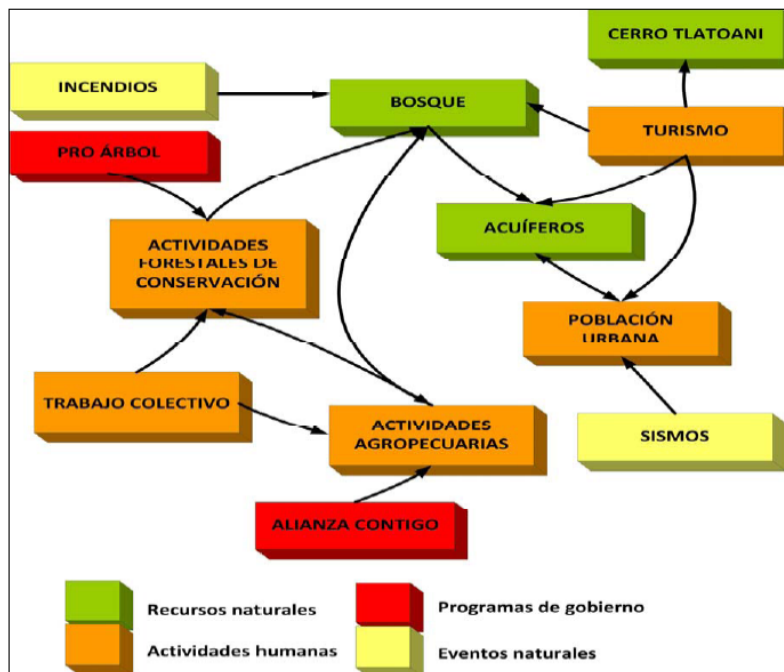 CERRO TLATOANI
INCENDIOS
BOSQUE
TURISMO
PRO ÁRBOL
ACUÍFEROS
ACTIVIDADES
FORESTALES DE
CONSERVACIÓN
POBLACIÓN
URBANA
TRABAJO COLECTIVO
ACTIVIDADES
AGROPECUARIAS
SISMOS
ALIANZA CONTIGO
Recursos naturales
Programas de gobierno
Actividades humanas
Eventos naturales